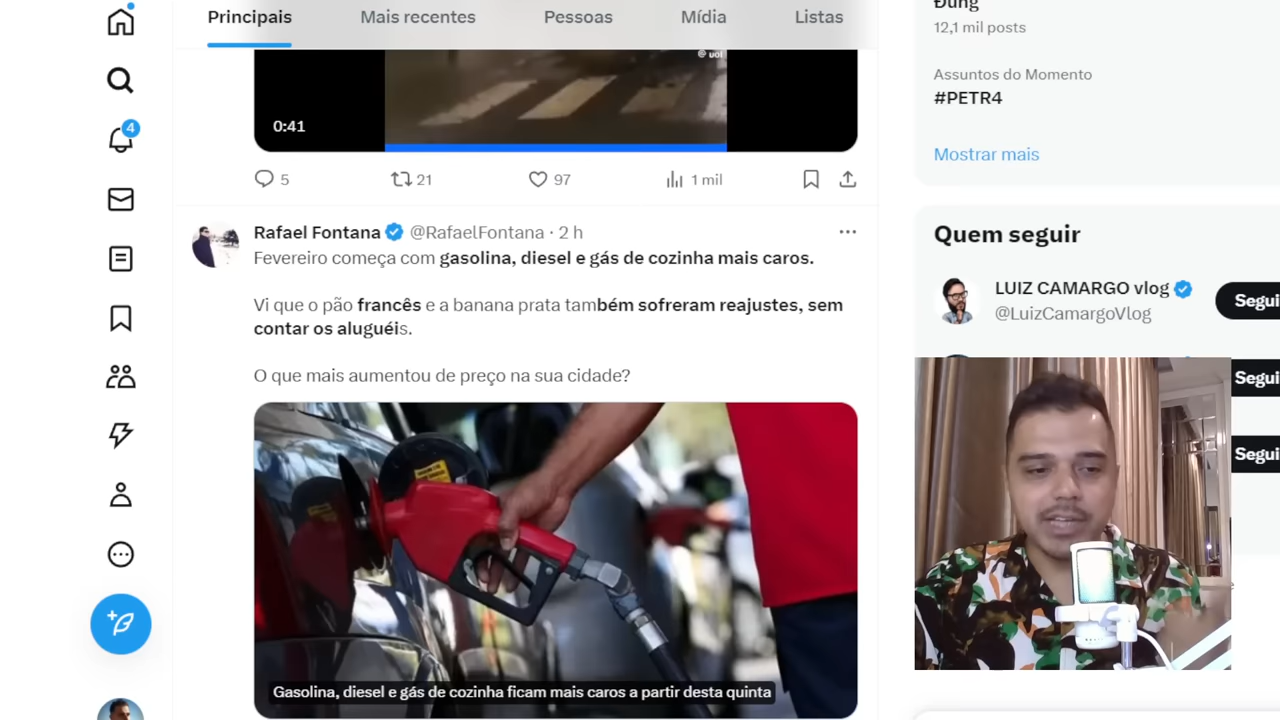 Principais Mais recentes Pessoas Mídia Listas
Đung
12,1 mil posts
Assuntos do Momento
#PETR4
Mostrar mais
4
uol
0:41
5 21 97 1 mil
Rafael Fontana @RafaelFontana · 2 h
Fevereiro começa com gasolina, diesel e gás de cozinha mais caros.
Vi que o pão francês e a banana prata também sofreram reajustes, sem
contar os aluguéis.
O que mais aumentou de preço na sua cidade?
Gasolina, diesel e gás de cozinha ficam mais caros a partir desta quinta
Quem seguir
LUIZ CAMARGO vlog
@LuizCamargoVlog
Segui
Segui
Segui